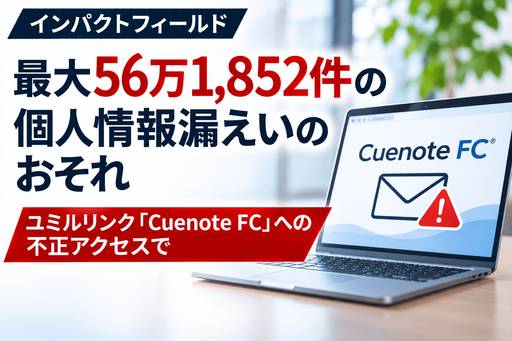 インパクトフィールド
最大56万1,852件の
個人情報漏えいの
おそれ
ユミルリンク「Cuenote FC」への
不正アクセスで
Cuenote FC®